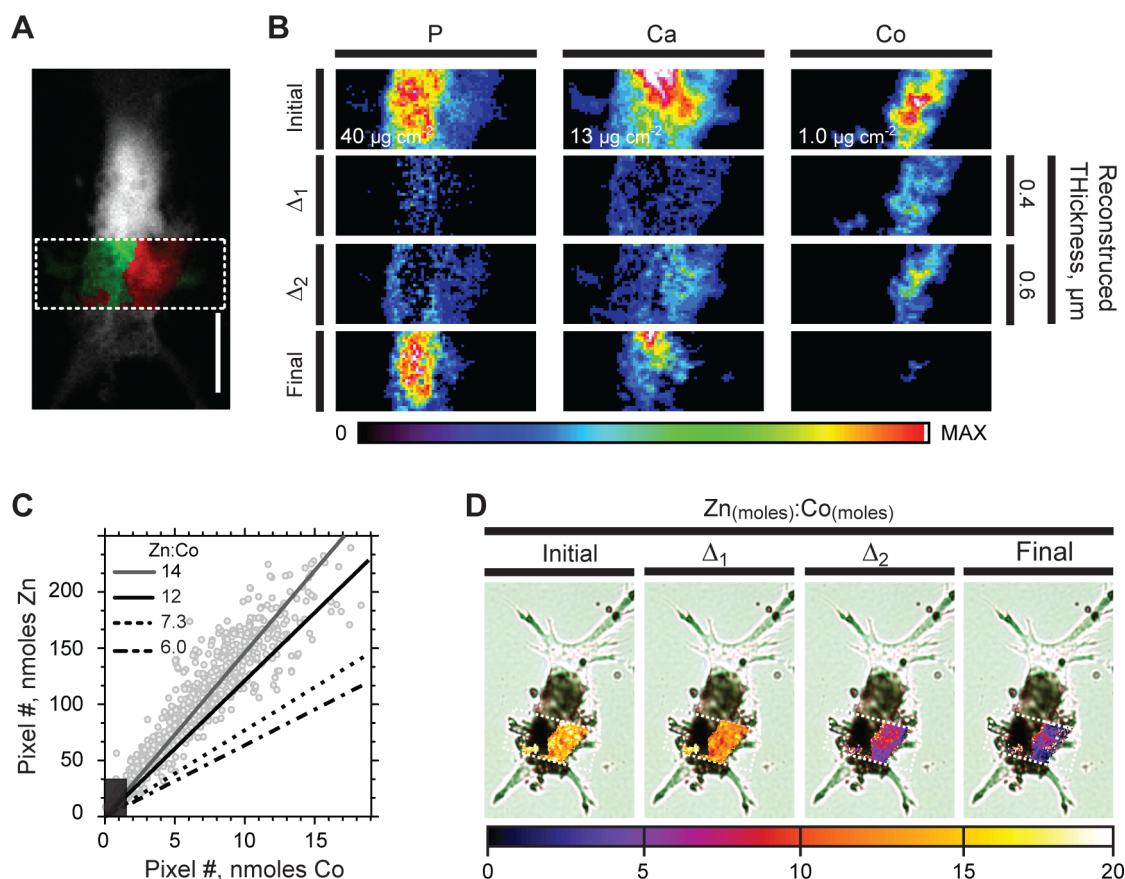 A
B
P
Ca
Co
Initial
40 µg cm-2
13 µg cm-2
1.0 µg cm-2
Δ1
0.4
Δ2
0.6
Reconstruced
THickness, µm
Final
0
MAX
C
Zn:Co
14
12
7.3
6.0
200
150
100
50
0
Pixel #, nmoles Zn
0
5
10
15
Pixel #, nmoles Co
D
Zn(moles):Co(moles)
Initial
Δ1
Δ2
Final
0
5
10
15
20